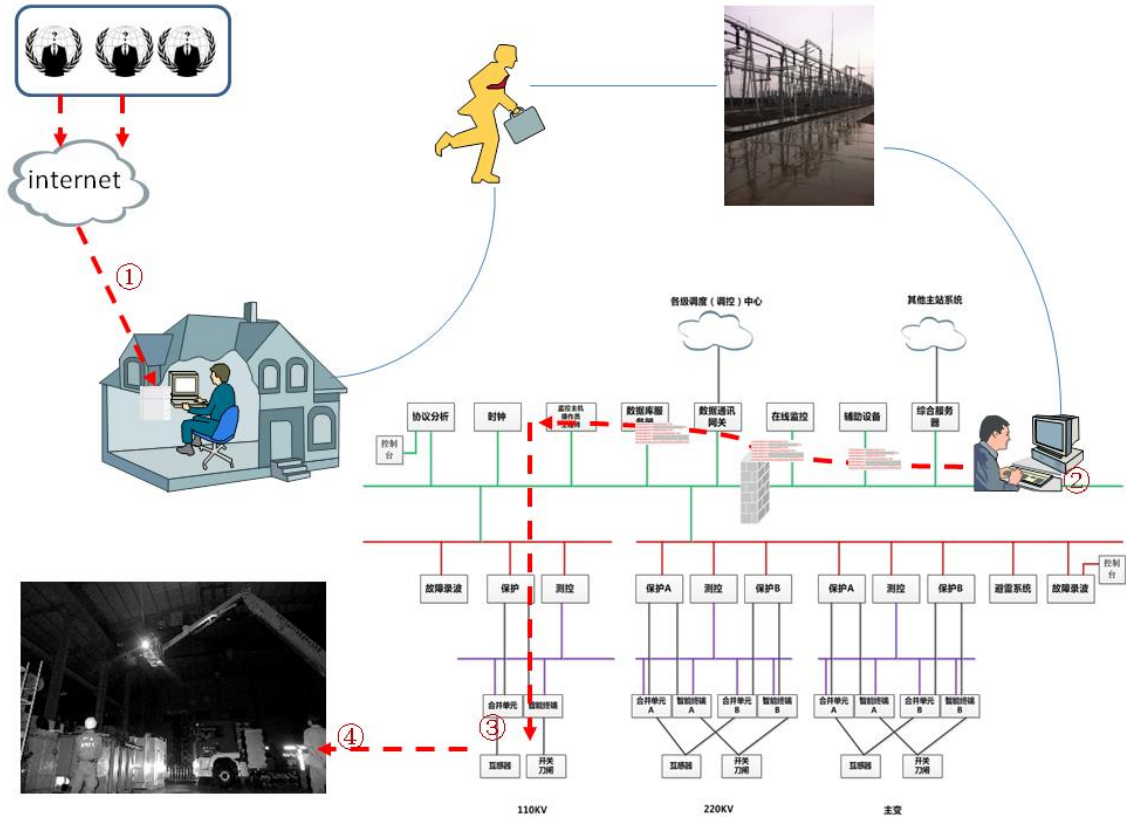 ? ? ?
internet
①
各级调度（调控）中心
其他主站系统
协议分析
时钟
监控主机
操作员
数据库服
数据通讯
网关
在线监控
辅助设备
综合服务
器
控制
台
②
故障录波
保护
测控
保护A
测控
保护B
保护A
测控
保护B
避雷系统
故障录波
控制
台
合并单元
智能终端
合并单元
A
智能终端
A
合并单元
B
智能终端
B
合并单元
A
智能终端
A
合并单元
B
智能终端
B
③
④
互感器
开关
刀闸
互感器
开关
刀闸
互感器
开关
刀闸
110KV
220KV
主变